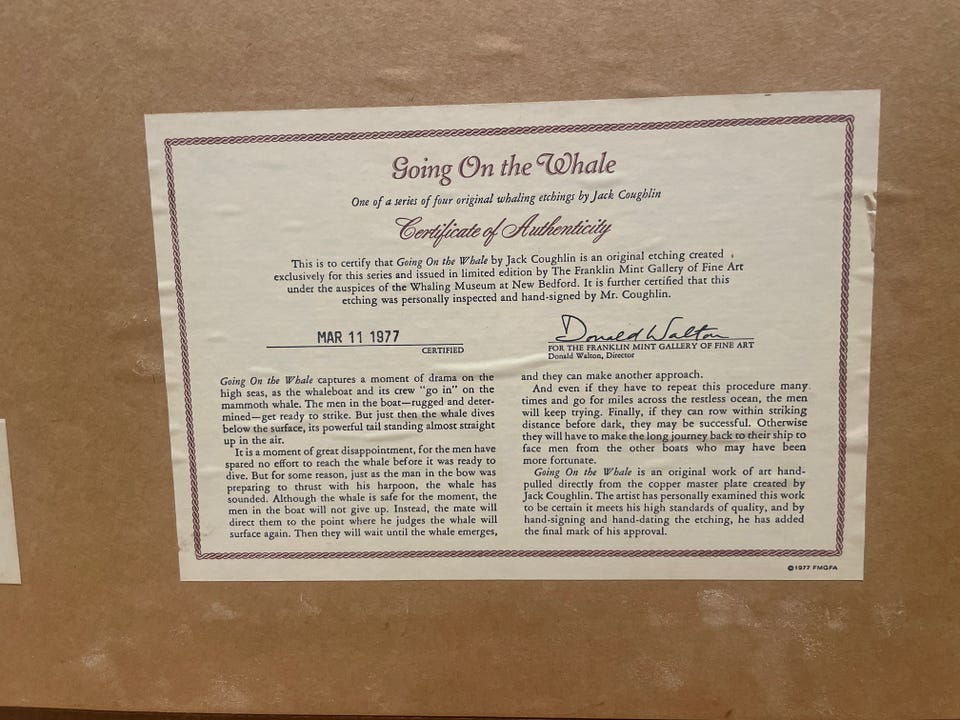 Going On the Whale
One of a series of four original whaling etchings by Jack Coughlin
Certificate of Authenticity
This is to certify that Going On the Whale by Jack Coughlin is an original etching created
exclusively for this series and issued in limited edition by The Franklin Mint Gallery of Fine Art
under the auspices of the Whaling Museum at New Bedford. It is further certified that this
etching was personally inspected and hand-signed by Mr. Coughlin.
MAR 11 1977
CERTIFIED
Donald Walton
FOR THE FRANKLIN MINT GALLERY OF FINE ART
Donald Walton, Director
Going On the Whale captures a moment of drama on the
high seas, as the whaleboat and its crew "go in" on the
mammoth whale. The men in the boat—rugged and deter-
mined—get ready to strike. But just then the whale dives
below the surface, its powerful tail standing almost straight
up in the air.
It is a moment of great disappointment, for the men have
spared no effort to reach the whale before it was ready to
dive. But for some reason, just as the man in the bow was
preparing to thrust with his harpoon, the whale has
sounded. Although the whale is safe for the moment, the
men in the boat will not give up. Instead, the mate will
direct them to the point where he judges the whale will
surface again. Then they will wait until the whale emerges,
and they can make another approach.
And even if they have to repeat this procedure many
times and go for miles across the restless ocean, the men
will keep trying. Finally, if they can row within striking
distance before dark, they may be successful. Otherwise
they will have to make the long journey back to their ship to
face men from the other boats who may have been
more fortunate.
Going On the Whale is an original work of art hand-
pulled directly from the copper master plate created by
Jack Coughlin. The artist has personally examined this work
to be certain it meets his high standards of quality, and by
hand-signing and hand-dating the etching, he has added
the final mark of his approval.
©1977 FMGFA